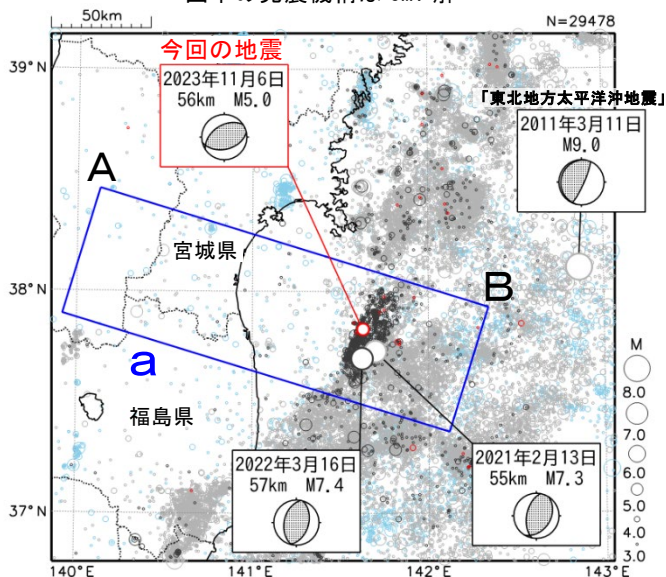 50km
N=29478
39°N
38°N
37°N
今回の地震
2023年11月6日
56km M5.0
「東北地方太平洋沖地震」
2011年3月11日
M9.0
A
宮城県
B
a
福島県
M
8.0
7.0
6.0
5.0
4.0
3.0
2022年3月16日
57km M7.4
2021年2月13日
55km M7.3
140°E
141°E
142°E
143°E